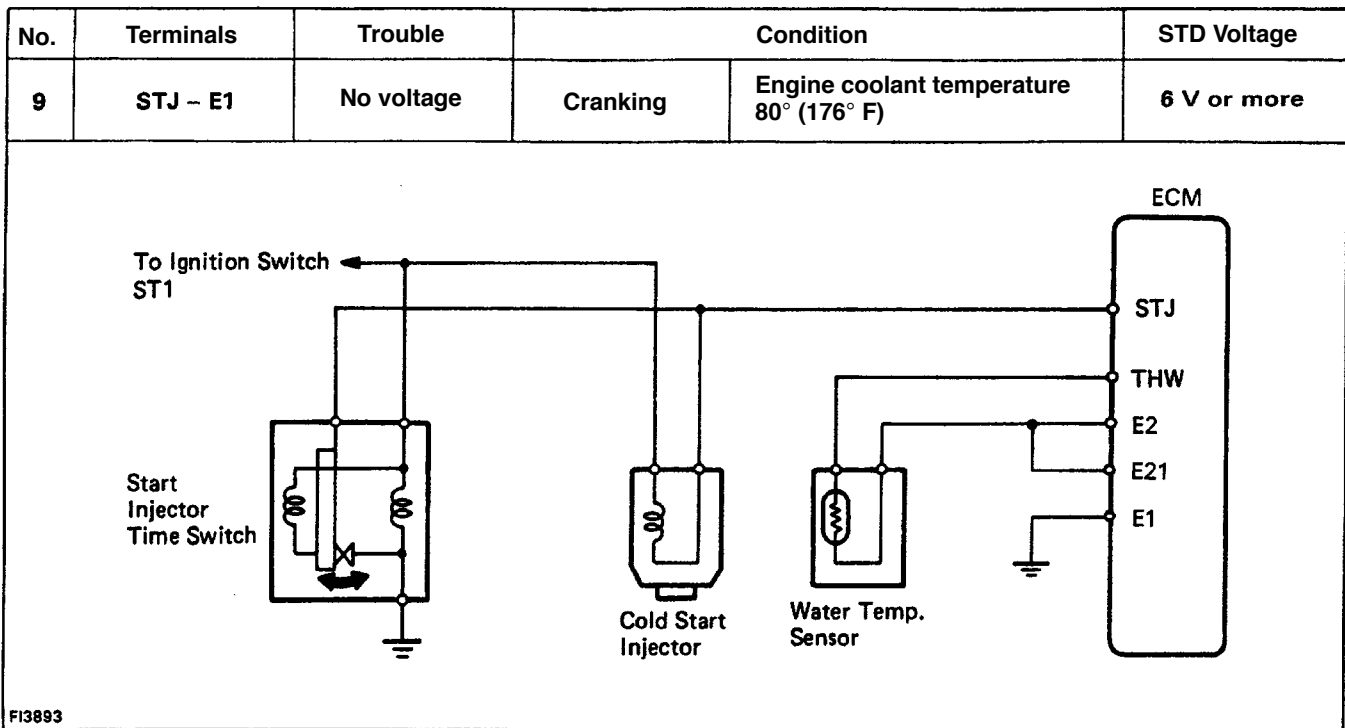 No. Terminals Trouble Condition STD Voltage
9 STJ – E1 No voltage Cranking Engine coolant temperature
80° (176° F) 6 V or more
ECM
To Ignition Switch
ST1
STJ
THW
E2
E21
E1
Start
Injector
Time Switch
Cold Start
Injector
Water Temp.
Sensor
FI3893